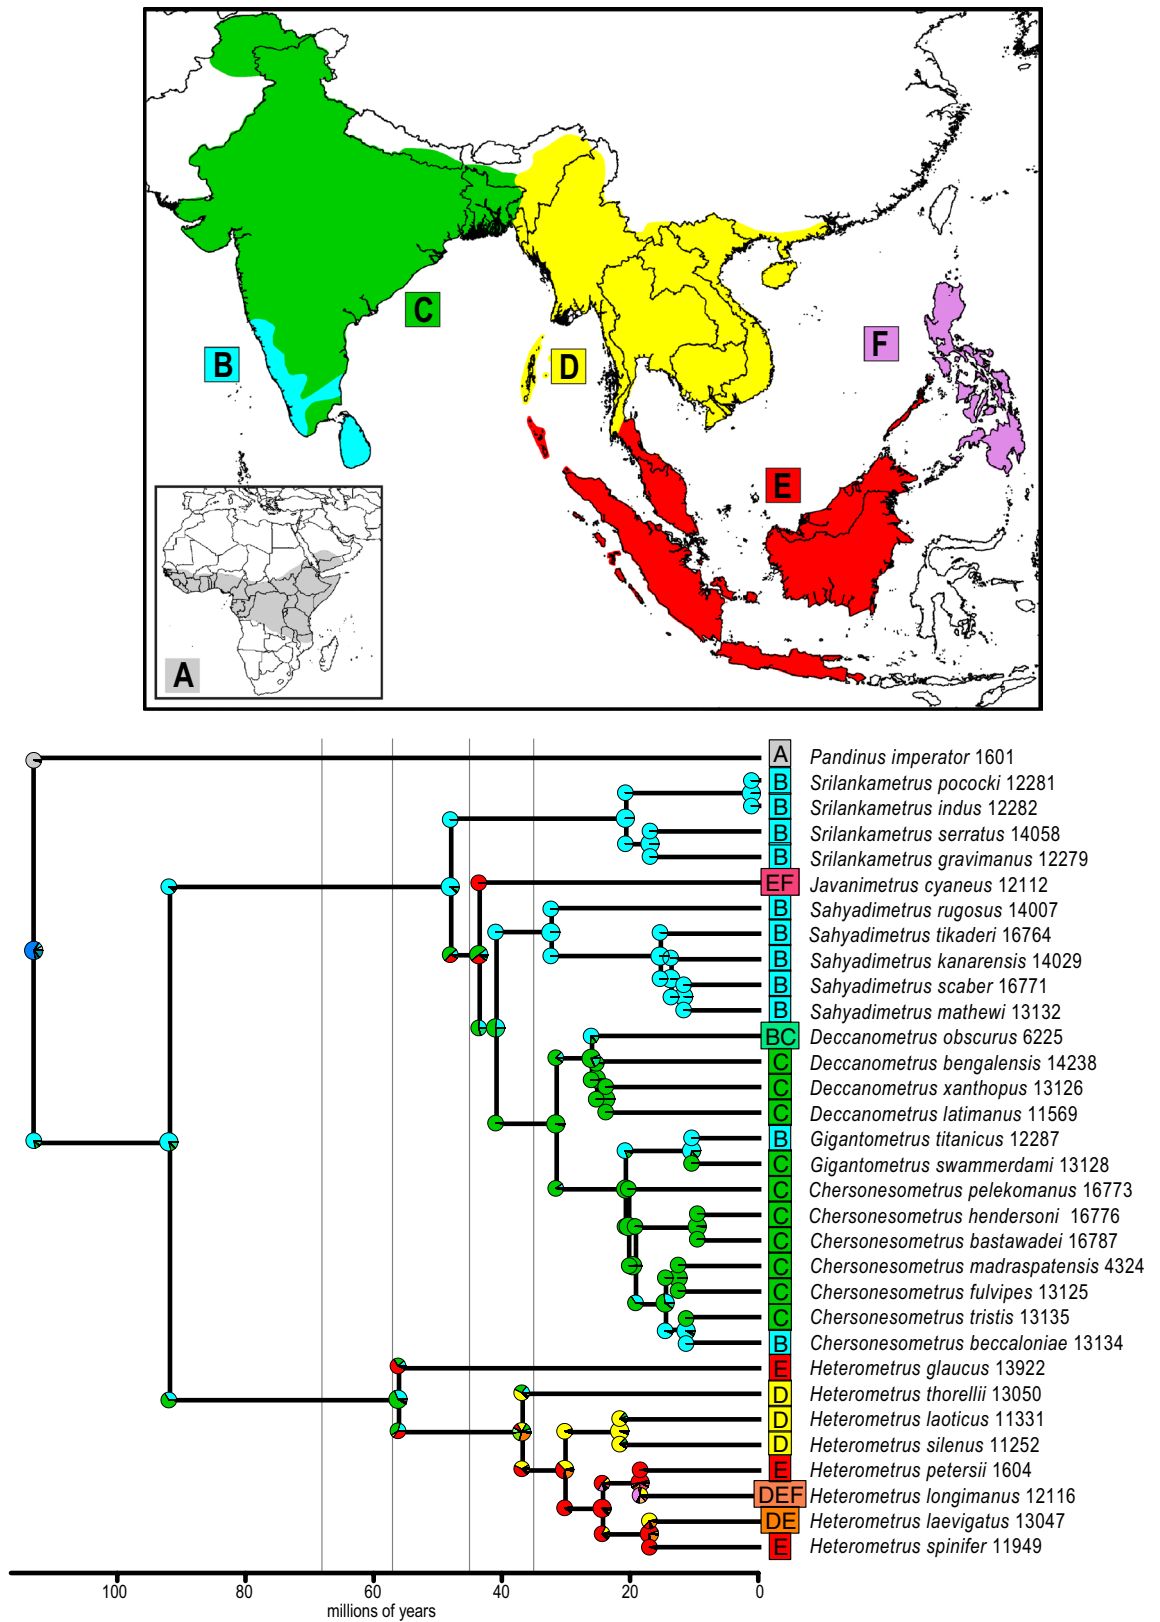 C
B
D
F
E
A
A Pandinus imperator 1601
B Srilankametrus pococki 12281
B Srilankametrus indus 12282
B Srilankametrus serratus 14058
B Srilankametrus gravimanus 12279
EF Javanimetrus cyaneus 12112
B Sahyadimetrus rugosus 14007
B Sahyadimetrus tikaderi 16764
B Sahyadimetrus kanarensis 14029
B Sahyadimetrus scaber 16771
B Sahyadimetrus mathewi 13132
BC Deccanometrus obscurus 6225
C Deccanometrus bengalensis 14238
C Deccanometrus xanthopus 13126
C Deccanometrus latimanus 11569
B Gigantometrus titanicus 12287
C Gigantometrus swammerdami 13128
C Chersonesometrus pelekomanus 16773
C Chersonesometrus hendersoni 16776
C Chersonesometrus bastawadei 16787
C Chersonesometrus madraspatensis 4324
C Chersonesometrus fulvipes 13125
C Chersonesometrus tristis 13135
B Chersonesometrus beccaloniae 13134
E Heterometrus glaucus 13922
D Heterometrus thorellii 13050
D Heterometrus laoticus 11331
D Heterometrus silenus 11252
E Heterometrus petersii 1604
DEF Heterometrus longimanus 12116
DE Heterometrus laevigatus 13047
E Heterometrus spinifer 11949
100 80 60 40 20 0
millions of years